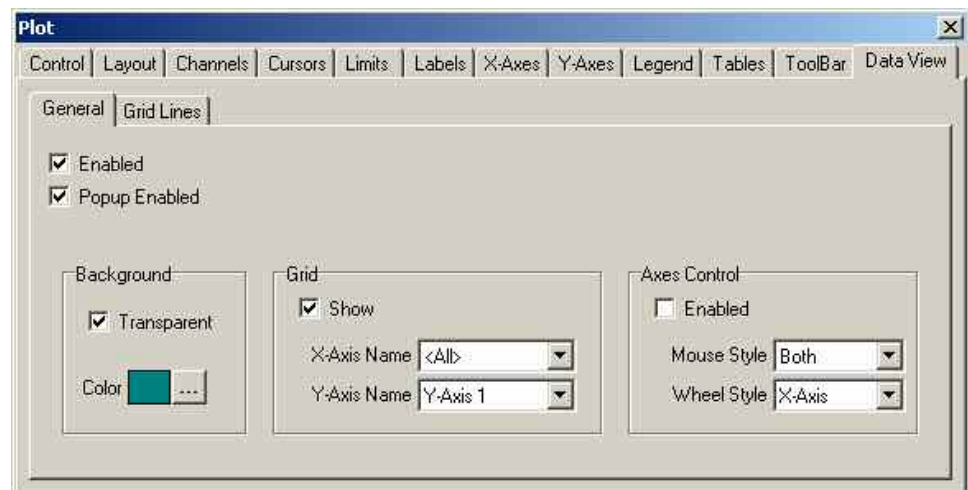 Plot
Control Layout Channels Cursors Limits Labels X-Axes Y-Axes Legend Tables ToolBar Data View
General Grid Lines
Enabled
Popup Enabled
Background
Transparent
Color ...
Grid
Show
X-Axis Name <All>
Y-Axis Name Y-Axis 1
Axes Control
Enabled
Mouse Style Both
Wheel Style X-Axis